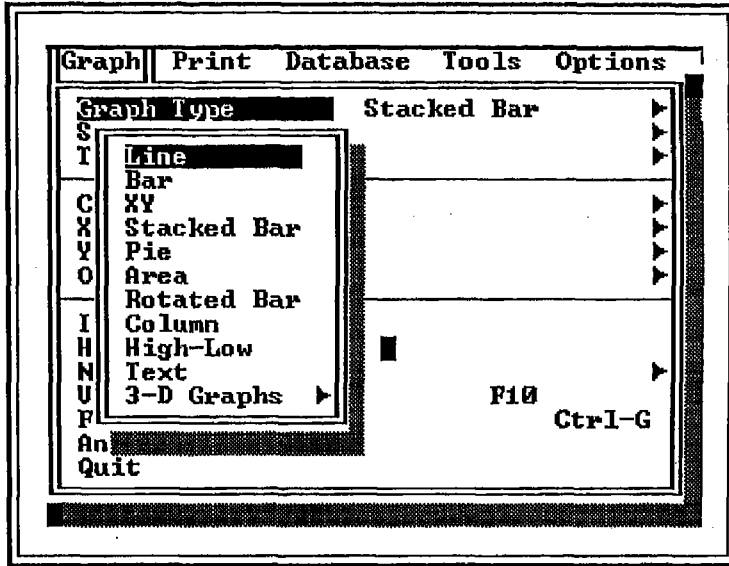 Graph Print Database Tools Options
Graph Type Stacked Bar
S
T
Line
Bar
XY
Stacked Bar
Pie
Area
Rotated Bar
Column
High-Low
Text
3-D Graphs
C
X
Y
O
I
H
N
V F10
F Ctrl-G
An
Quit